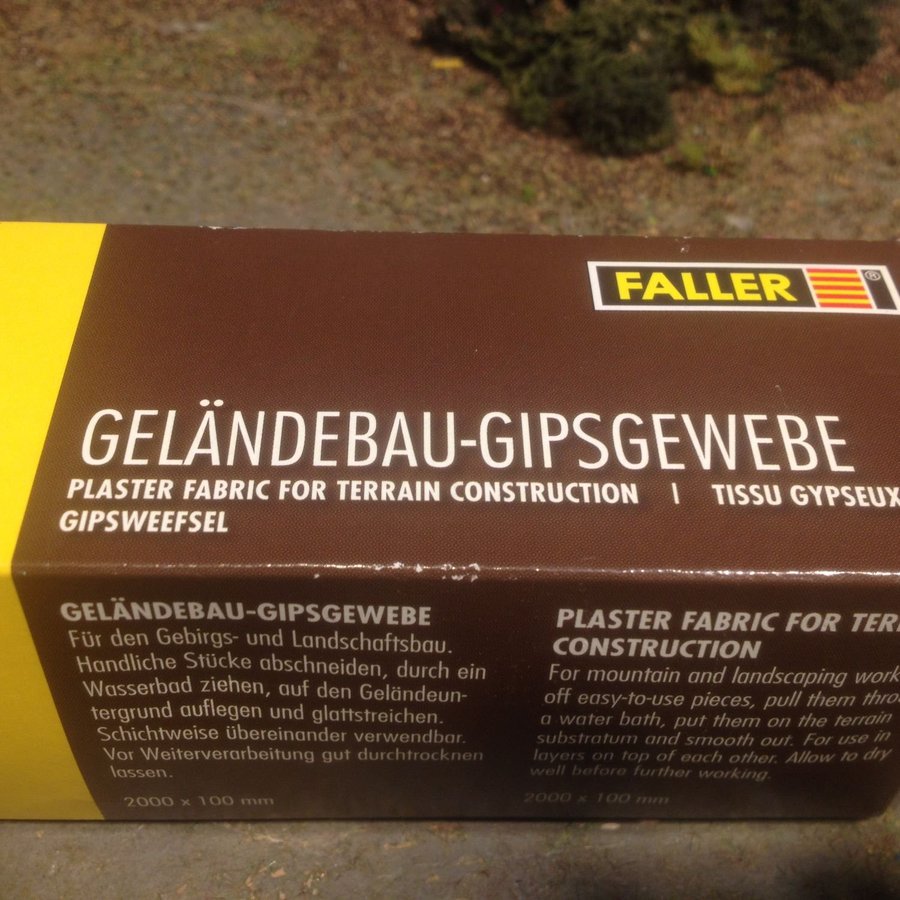 FALLER ®
GELÄNDEBAU-GIPSGEWEBE
PLASTER FABRIC FOR TERRAIN CONSTRUCTION | TISSU GYPSEUX
GIPSWEEFSEL
GELÄNDEBAU-GIPSGEWEBE
Für den Gebirgs- und Landschaftsbau.
Handliche Stücke abschneiden, durch ein
Wasserbad ziehen, auf den Geländeun-
tergrund auflegen und glattstreichen.
Schichtweise übereinander verwendbar.
Vor Weiterverarbeitung gut durchtrocknen
lassen.
2000 x 100 mm
PLASTER FABRIC FOR
CONSTRUCTION
For mountain and landscaping work
off easy-to-use pieces, pull them
a water bath, put them on the terrain
substratum and smooth out. For use in
layers on top of each other. Allow to dry
well before further working.
2000 x 100 mm